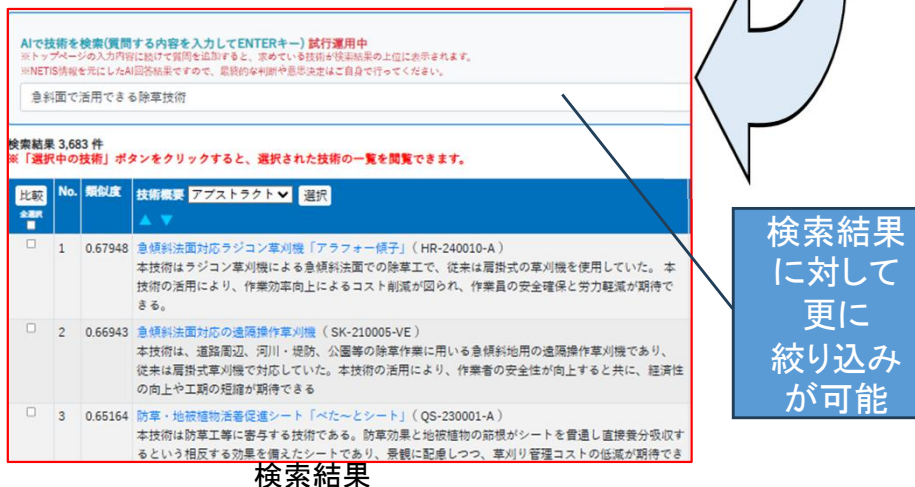 AIで技術を検索(質問する内容を入力してENTERキー) 試行運用中
※トップページの入力内容に続けて質問を追加すると、求めている技術が検索結果の上位に表示されます。
※NETIS情報を元にしたAI回答結果ですので、最終的な判断や意思決定はご自身で行ってください。
急斜面で活用できる除草技術
検索結果 3,683 件
※「選択中の技術」ボタンをクリックすると、選択された技術の一覧を閲覧できます。
比較 No. 類似度 技術概要 アブストラクト 選択
全選択
▲ ▼
1 0.67948 急傾斜法面対応ラジコン草刈機「アラフォー傾子」( HR-240010-A )
本技術はラジコン草刈機による急傾斜法面での除草工で、従来は肩掛式の草刈機を使用していた。 本
技術の活用により、作業効率向上によるコスト削減が図られ、作業員の安全確保と労力軽減が期待で
きる。
2 0.66943 急傾斜法面対応の遠隔操作草刈機 ( SK-210005-VE )
本技術は、道路周辺、河川・堤防、公園等の除草作業に用いる急傾斜地用の遠隔操作草刈機であり、
従来は肩掛式草刈機で対応していた。本技術の活用により、作業者の安全性が向上すると共に、経済性
の向上や工期の短縮が期待できる
3 0.65164 防草・地被植物活着促進シート「べた～とシート」( QS-230001-A )
本技術は防草工等に寄与する技術である。防草効果と地被植物の節根がシートを貫通し直接養分吸収す
るという相反する効果を備えたシートであり、景観に配慮しつつ、草刈り管理コストの低減が期待でき
検索結果
検索結果
に対して
更に
絞り込み
が可能